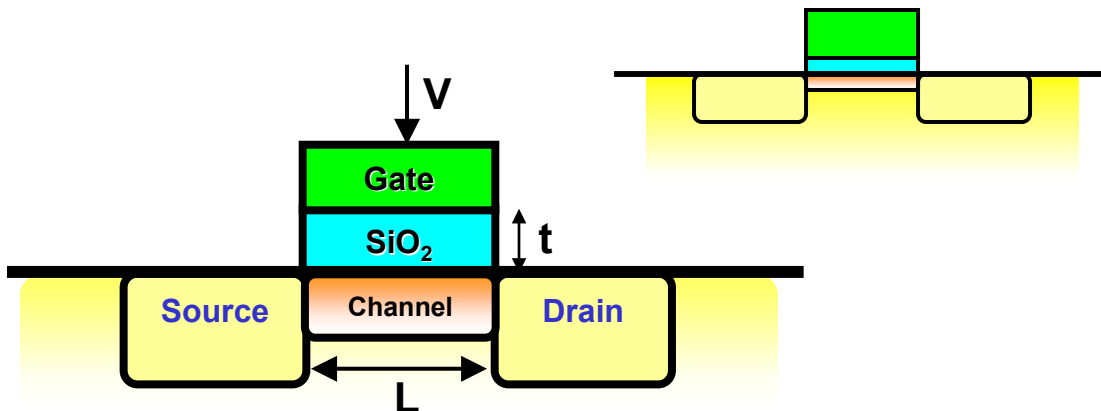 V
Gate
SiO₂
t
Source
Channel
Drain
L